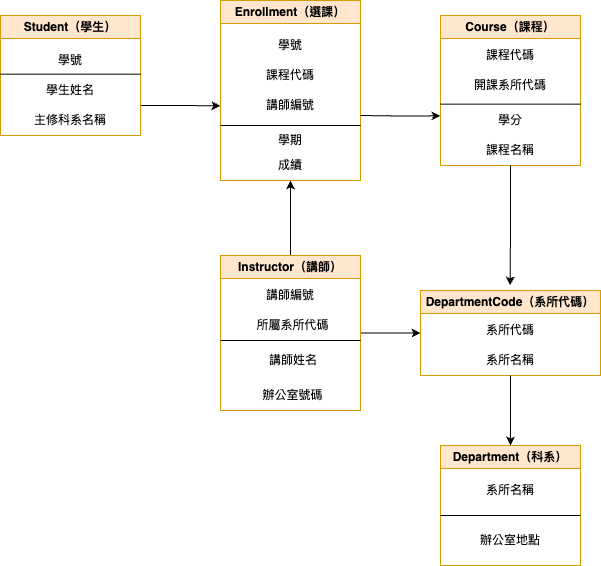 Student（學生）
學號
學生姓名
主修科系名稱
Enrollment（選課）
學號
課程代碼
講師編號
學期
成績
Course（課程）
課程代碼
開課系所代碼
學分
課程名稱
Instructor（講師）
講師編號
所屬系所代碼
講師姓名
辦公室號碼
DepartmentCode（系所代碼）
系所代碼
系所名稱
Department（科系）
系所名稱
辦公室地點